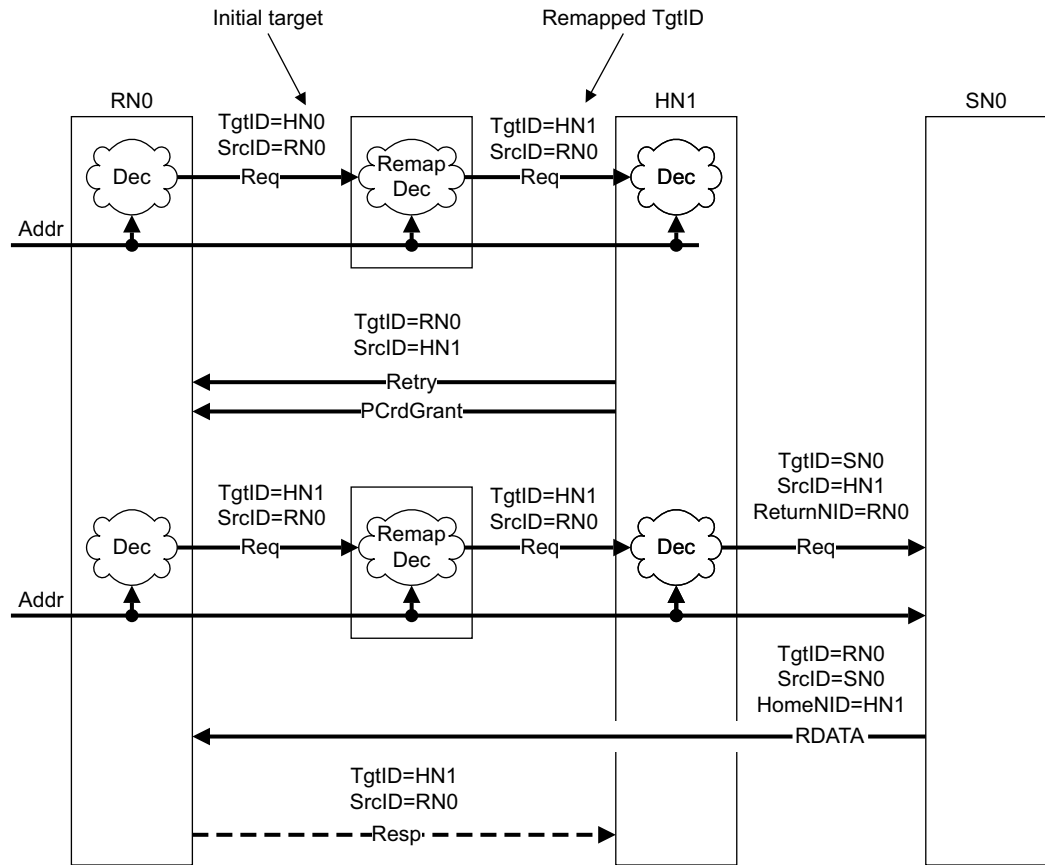 Initial target
Remapped TgtID
RN0
HN1
SN0
TgtID=HN0
SrcID=RN0
Req
TgtID=HN1
SrcID=RN0
Req
Dec
Remap
Dec
Dec
Addr
TgtID=RN0
SrcID=HN1
Retry
PCrdGrant
TgtID=HN1
SrcID=RN0
Req
TgtID=HN1
SrcID=RN0
Req
TgtID=SN0
SrcID=HN1
ReturnNID=RN0
Req
Dec
Remap
Dec
Dec
Addr
TgtID=RN0
SrcID=SN0
HomeNID=HN1
RDATA
TgtID=HN1
SrcID=RN0
Resp